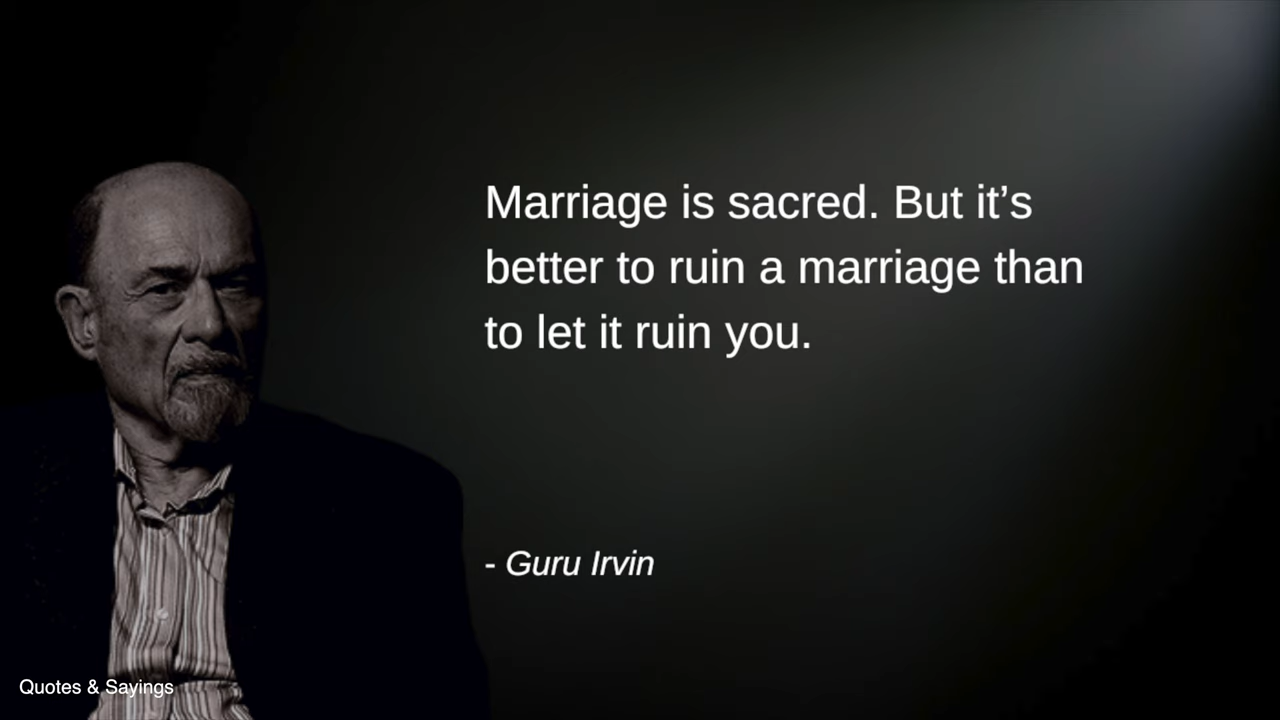 Marriage is sacred. But it’s
better to ruin a marriage than
to let it ruin you.
- Guru Irvin
Quotes & Sayings